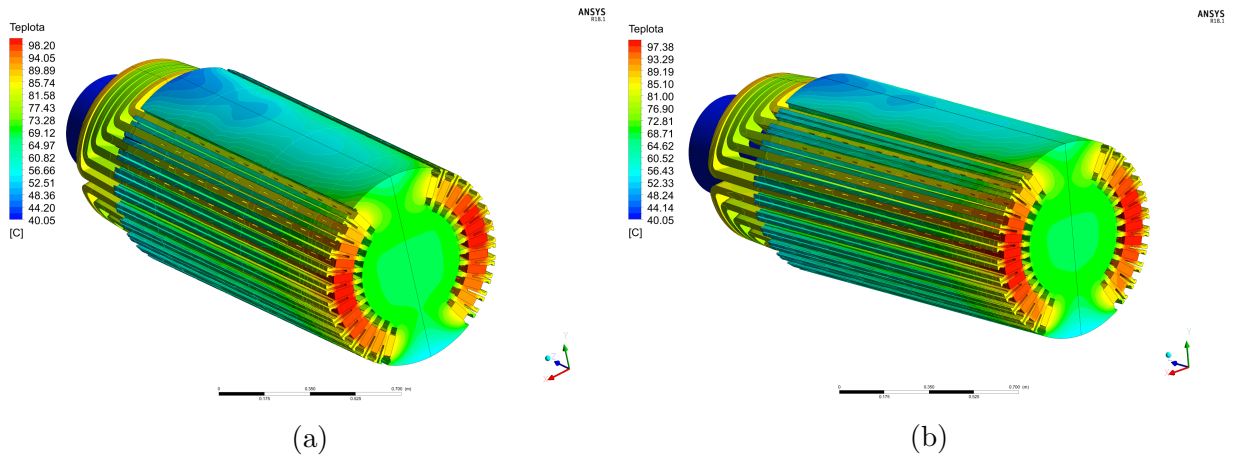 ANSYS
R18.1
Teplota
98.20
94.05
89.89
85.74
81.58
77.43
73.28
69.12
64.97
60.82
56.66
52.51
48.36
44.20
40.05
[C]
0 0.350 0.700 (m)
0.175 0.525
Y
(a)
ANSYS
R18.1
Teplota
97.38
93.29
89.19
85.10
81.00
76.90
72.81
68.71
64.62
60.52
56.43
52.33
48.24
44.14
40.05
[C]
0 0.350 0.700 (m)
0.175 0.525
Y
(b)